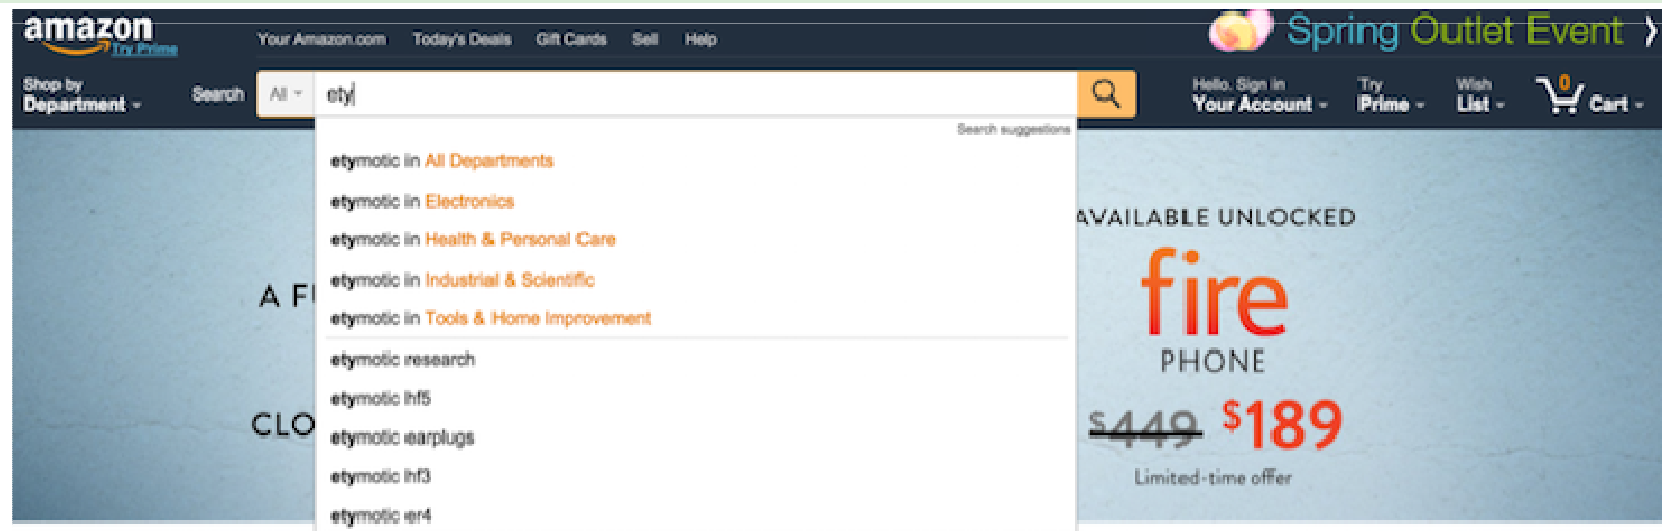 amazon
Try Prime
Your Amazon.com Today's Deals Gift Cards Sell Help
Spring Outlet Event
Shop by
Department
Search
All
ety
Hello. Sign in
Your Account
Try
Prime
Wish
List
0
Cart
Search suggestions
etymotic in All Departments
etymotic in Electronics
etymotic in Health & Personal Care
etymotic in Industrial & Scientific
etymotic in Tools & Home Improvement
etymotic research
etymotic hf5
etymotic earplugs
etymotic hf3
etymotic er4
A F
CLO
AVAILABLE UNLOCKED
fire
PHONE
$449 $189
Limited-time offer